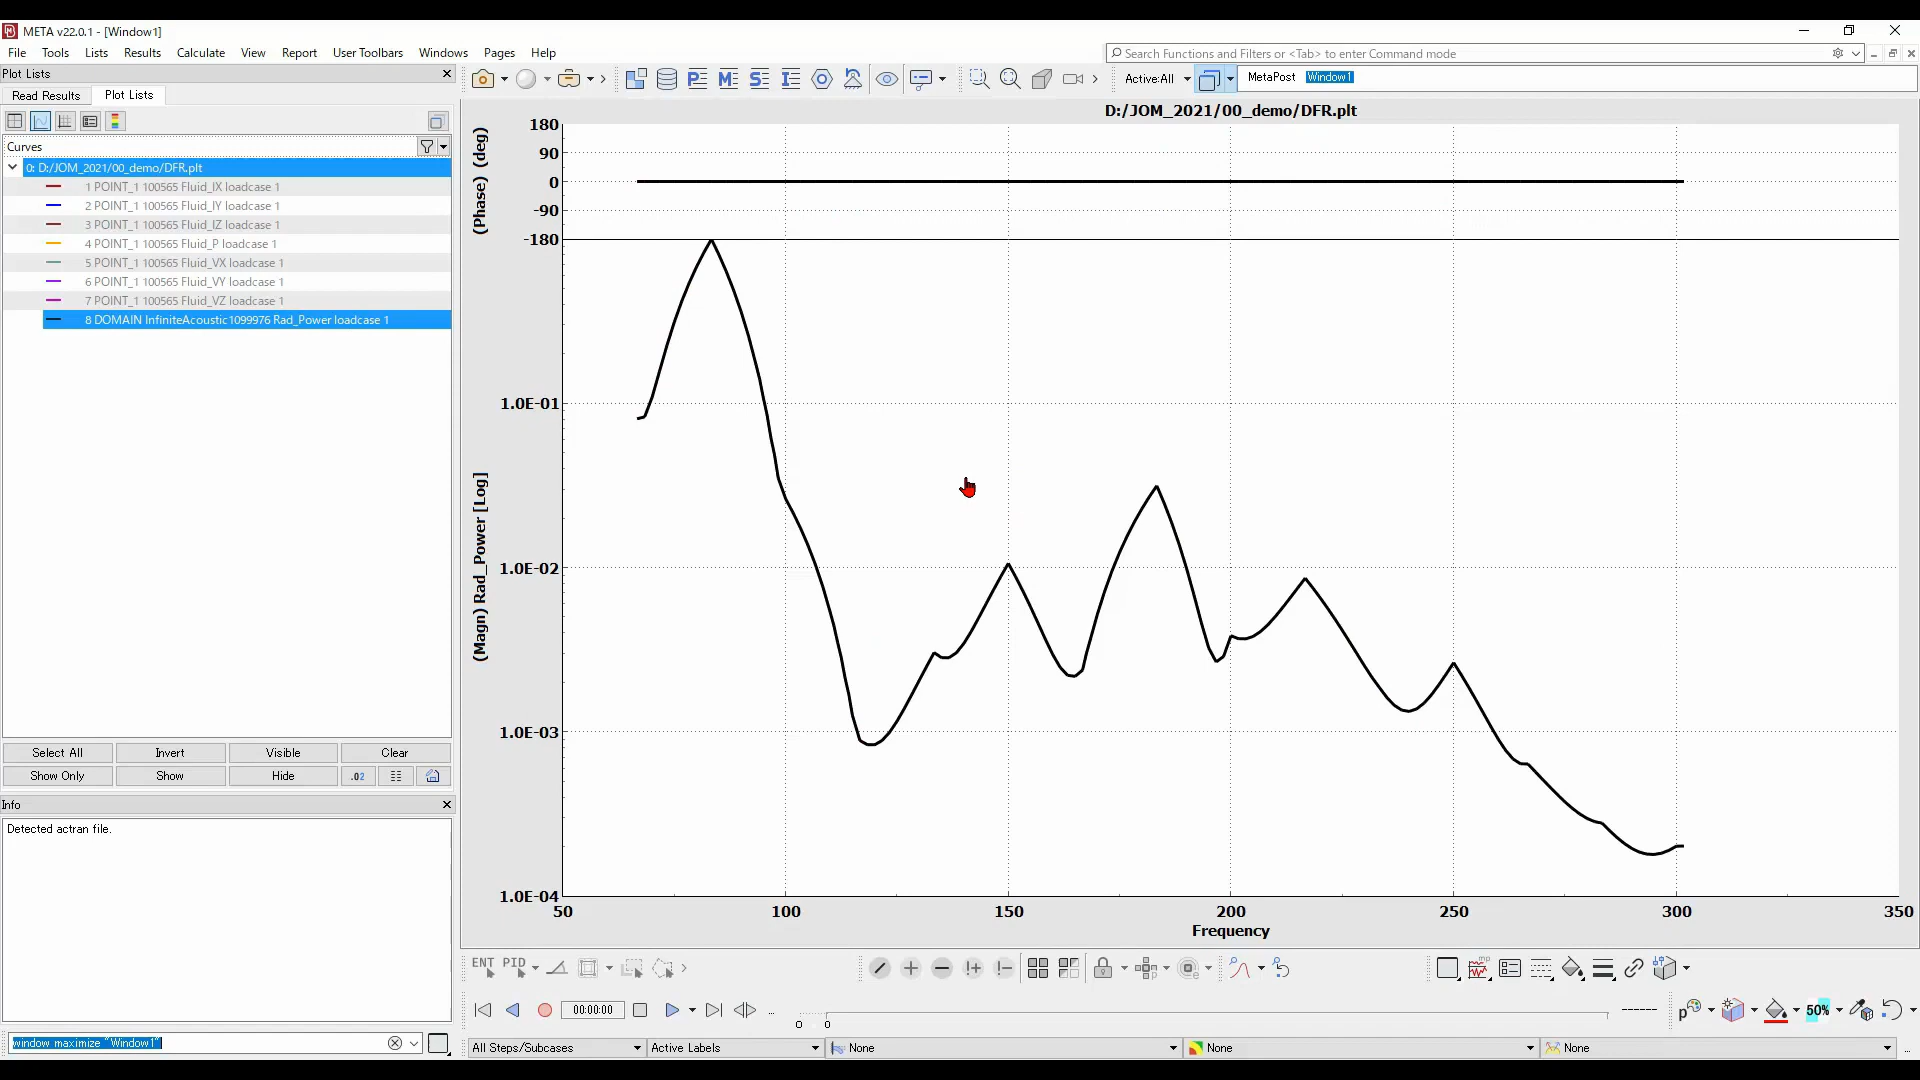 META v22.0.1 - [Window1]
File Tools Lists Results Calculate View Report User Toolbars Windows Pages Help
Search Functions and Filters or <Tab> to enter Command mode
Plot Lists
Read Results Plot Lists
Active:All
MetaPost Window1
Curves
0: D:/JOM_2021/00_demo/DFR.plt
1 POINT_1 100565 Fluid_IX loadcase 1
2 POINT_1 100565 Fluid_IY loadcase 1
3 POINT_1 100565 Fluid_IZ loadcase 1
4 POINT_1 100565 Fluid_P loadcase 1
5 POINT_1 100565 Fluid_VX loadcase 1
6 POINT_1 100565 Fluid_VY loadcase 1
7 POINT_1 100565 Fluid_VZ loadcase 1
8 DOMAIN InfiniteAcoustic1099976 Rad_Power loadcase 1
Select All Invert Visible Clear
Show Only Show Hide .02
Info
Detected actran file.
window maximize "Window1"
D:/JOM_2021/00_demo/DFR.plt
(Phase) (deg)
180
90
0
-90
-180
(Magn) Rad_Power [Log]
1.0E-01
1.0E-02
1.0E-03
1.0E-04
50 100 150 200 250 300 350
Frequency
ENT PID
00:00:00
0 0
50%
All Steps/Subcases Active Labels None None None